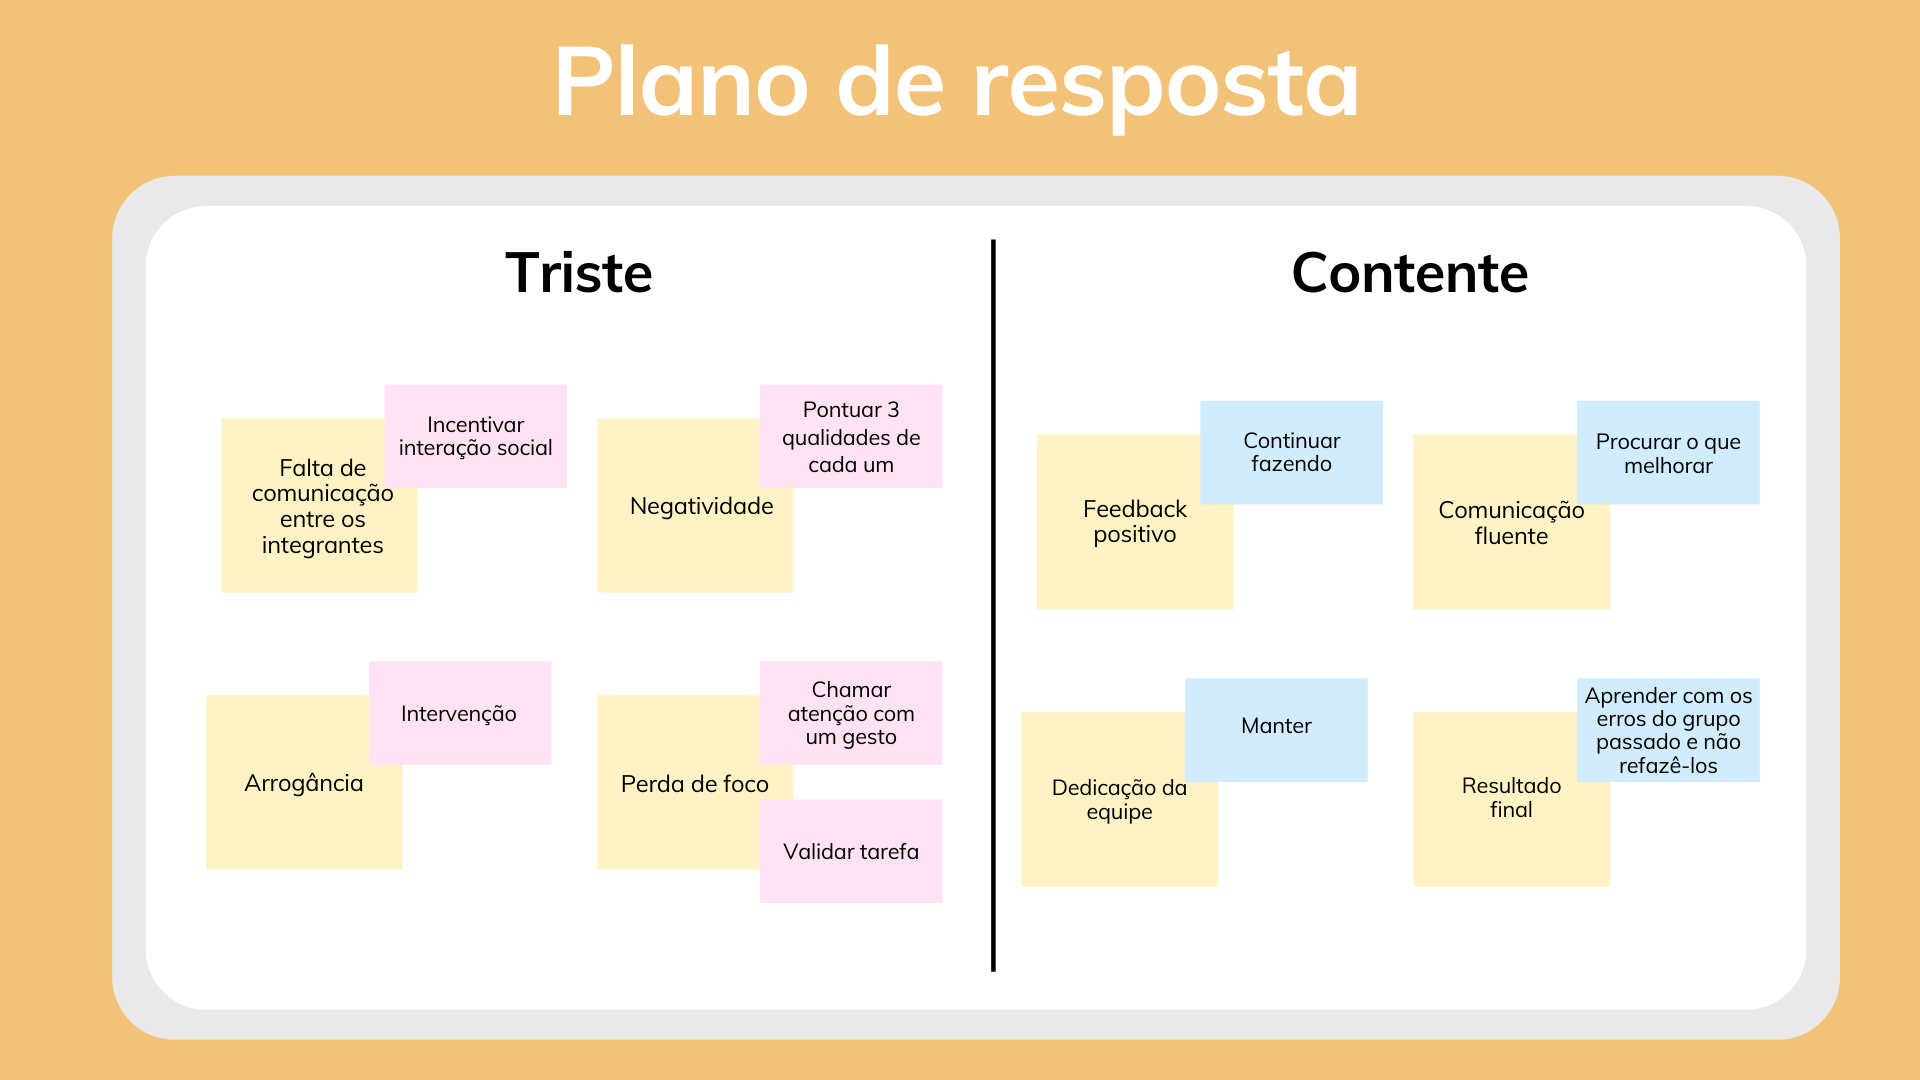 Plano de resposta
Triste
Incentivar
interação social
Falta de
comunicação
entre os
integrantes
Pontuar 3
qualidades de
cada um
Negatividade
Intervenção
Arrogância
Chamar
atenção com
um gesto
Perda de foco
Validar tarefa
Contente
Continuar
fazendo
Feedback
positivo
Procurar o que
melhorar
Comunicação
fluente
Manter
Dedicação da
equipe
Aprender com os
erros do grupo
passado e não
refazê-los
Resultado
final